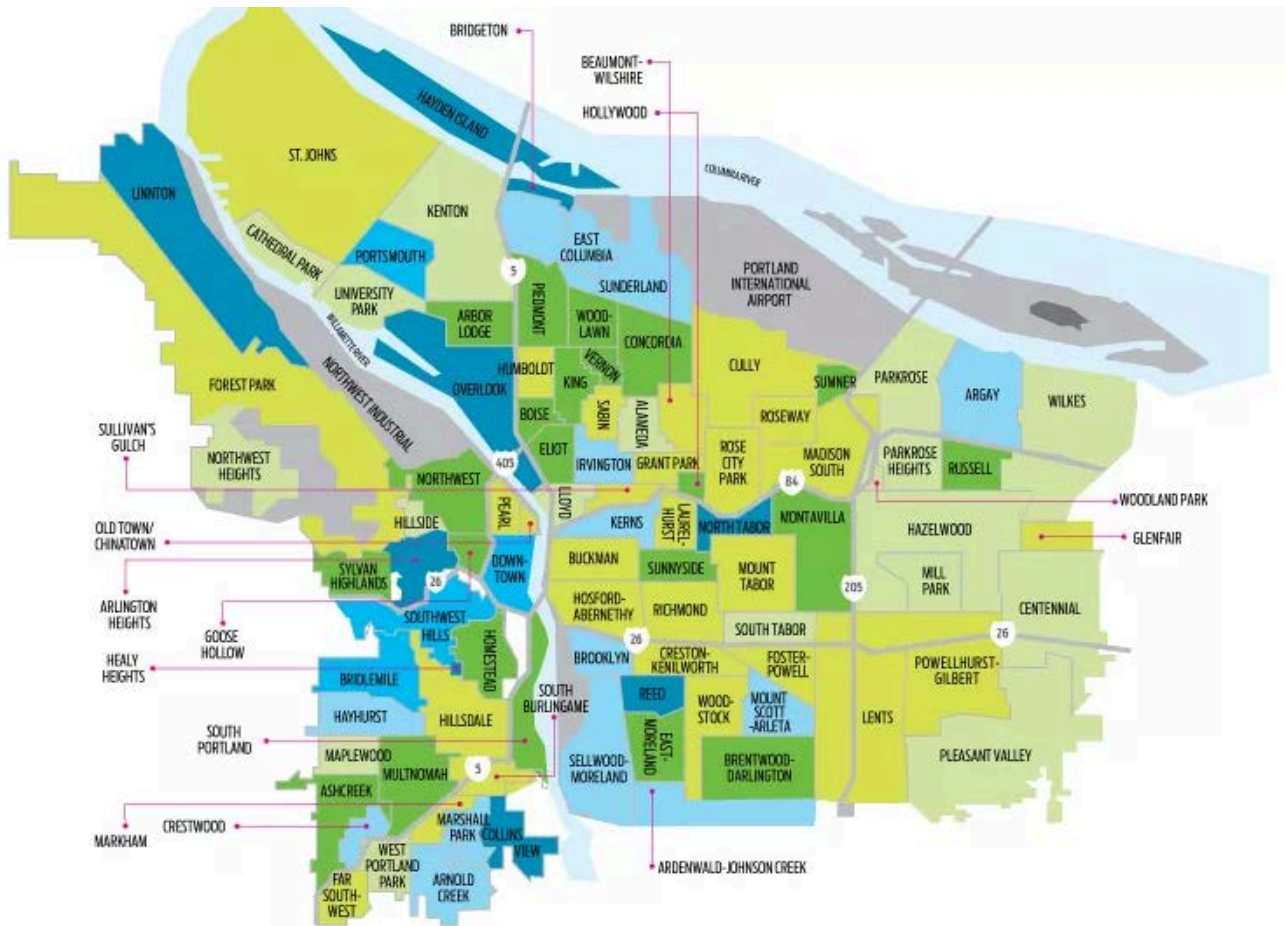 BRIDGETON
BEAUMONT-
WILSHIRE
HOLLYWOOD
HAYDEN ISLAND
ST. JOHNS
COLUMBIA RIVER
LINNTON
KENTON
CATHEDRAL PARK
PORTSMOUTH
EAST
COLUMBIA
SUNDERLAND
PORTLAND
INTERNATIONAL
AIRPORT
5
UNIVERSITY
PARK
PIEDMONT
WOOD-
LAWN
ARBOR
LODGE
WILLAMETTE RIVER
CONCORDIA
VERNON
CULLY
HUMBOLDT
KING
SUMNER
PARKROSE
ARGAY
WILKES
FOREST PARK
NORTHWEST INDUSTRIAL
OVERLOOK
BOISE
SABIN
ALAMEDA
ROSEWAY
SULLIVAN'S
GULCH
NORTHWEST
HEIGHTS
ELIOT
IRVINGTON
GRANT PARK
ROSE
CITY
PARK
MADISON
SOUTH
PARKROSE
HEIGHTS
RUSSELL
405
84
NORTHWEST
WOODLAND PARK
PEARL
LLOYD
HILLSIDE
KERNS
LAUREL-
HURST
NORTH TABOR
MONTAVILLA
HAZELWOOD
GLENFAIR
OLD TOWN/
CHINATOWN
DOWN-
TOWN
BUCKMAN
SUNNYSIDE
MOUNT
TABOR
SYLVAN
HIGHLANDS
26
205
MILL
PARK
CENTENNIAL
ARLINGTON
HEIGHTS
GOOSE
HOLLOW
SOUTHWEST
HILLS
HOSFORD-
ABERNETHY
RICHMOND
SOUTH TABOR
26
26
HOMESTEAD
HEALY
HEIGHTS
BROOKLYN
CRESTON-
KENILWORTH
FOSTER-
POWELL
POWELLHURST-
GILBERT
BRIDLEMILE
REED
WOOD-
STOCK
MOUNT
SCOTT
-ARLETA
LENTS
HAYHURST
HILLSDALE
SOUTH
BURLINGAME
SOUTH
PORTLAND
MAPLEWOOD
MULTNOMAH
5
SELLWOOD-
MORELAND
EAST-
MORELAND
BRENTWOOD-
DARLINGTON
PLEASANT VALLEY
ASHCREEK
MARKHAM
CRESTWOOD
MARSHALL
PARK
COLLINS
VIEW
WEST
PORTLAND
PARK
ARNOLD
CREEK
FAR
SOUTH-
WEST
ARDENWALD-JOHNSON CREEK